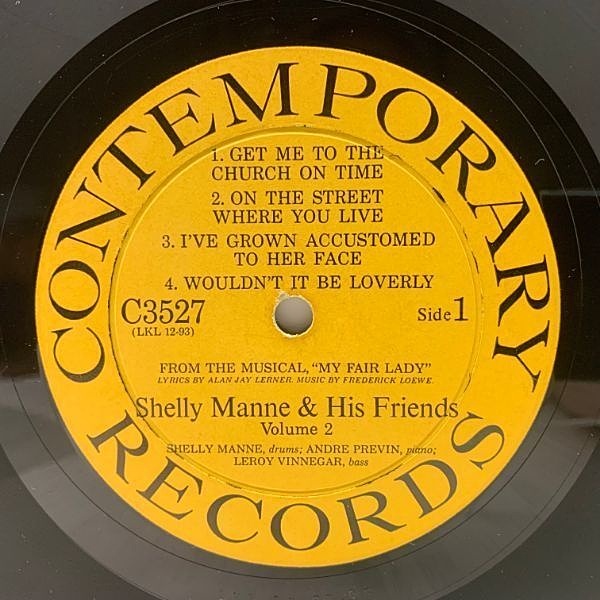 CONTEMPORARY
1. GET ME TO THE
CHURCH ON TIME
2. ON THE STREET
WHERE YOU LIVE
3. I'VE GROWN ACCUSTOMED
TO HER FACE
4. WOULDN'T IT BE LOVERLY
C3527
(LKL 12-93)
Side 1
FROM THE MUSICAL, "MY FAIR LADY"
LYRICS BY ALAN JAY LERNER. MUSIC BY FREDERICK LOEWE.
Shelly Manne & His Friends
Volume 2
SHELLY MANNE, drums; ANDRE PREVIN, piano;
LEROY VINNEGAR, bass
RECORDS